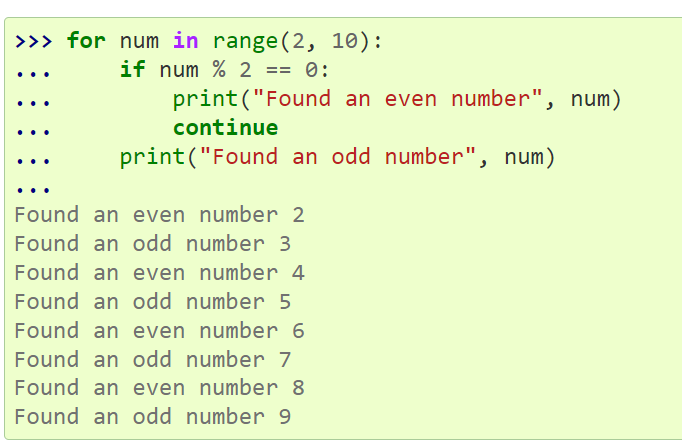 >>> for num in range(2, 10):
...     if num % 2 == 0:
...         print("Found an even number", num)
...         continue
...     print("Found an odd number", num)
...
Found an even number 2
Found an odd number 3
Found an even number 4
Found an odd number 5
Found an even number 6
Found an odd number 7
Found an even number 8
Found an odd number 9